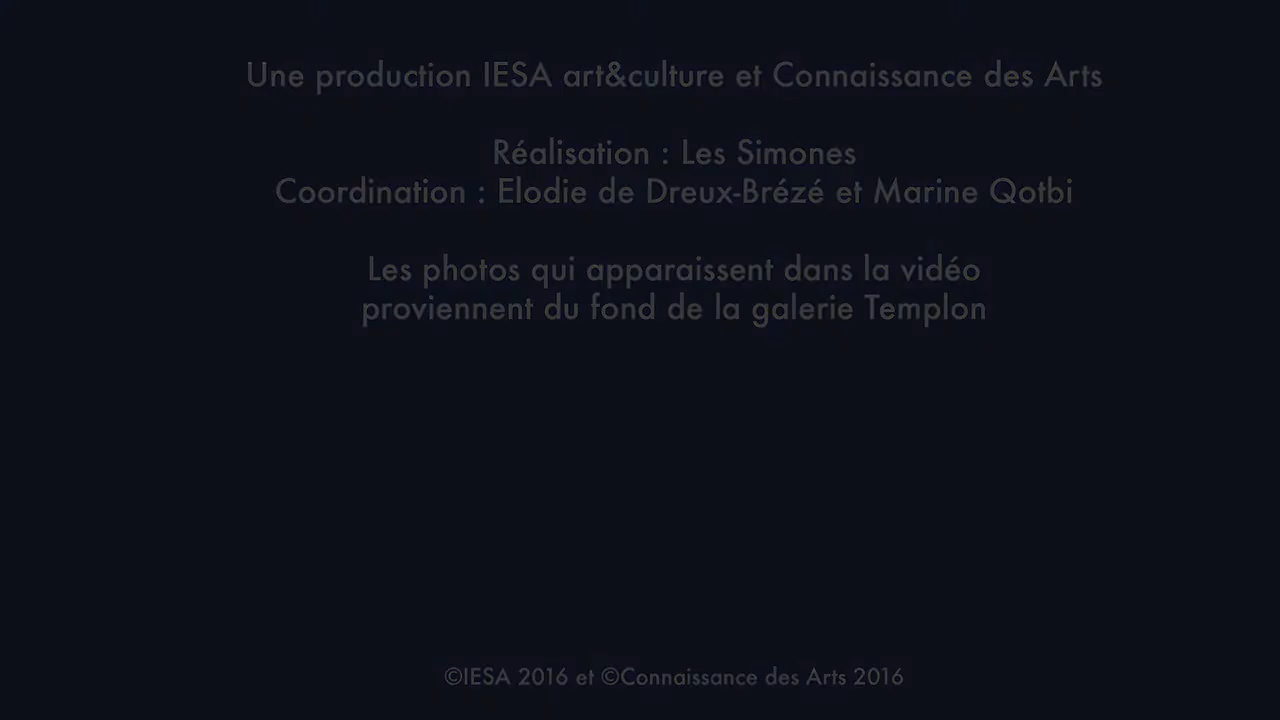 Une production IESA art&culture et Connaissance des Arts
Réalisation : Les Simones
Coordination : Elodie de Dreux-Brézé et Marine Qotbi
Les photos qui apparaissent dans la vidéo
proviennent du fond de la galerie Templon
©IESA 2016 et ©Connaissance des Arts 2016